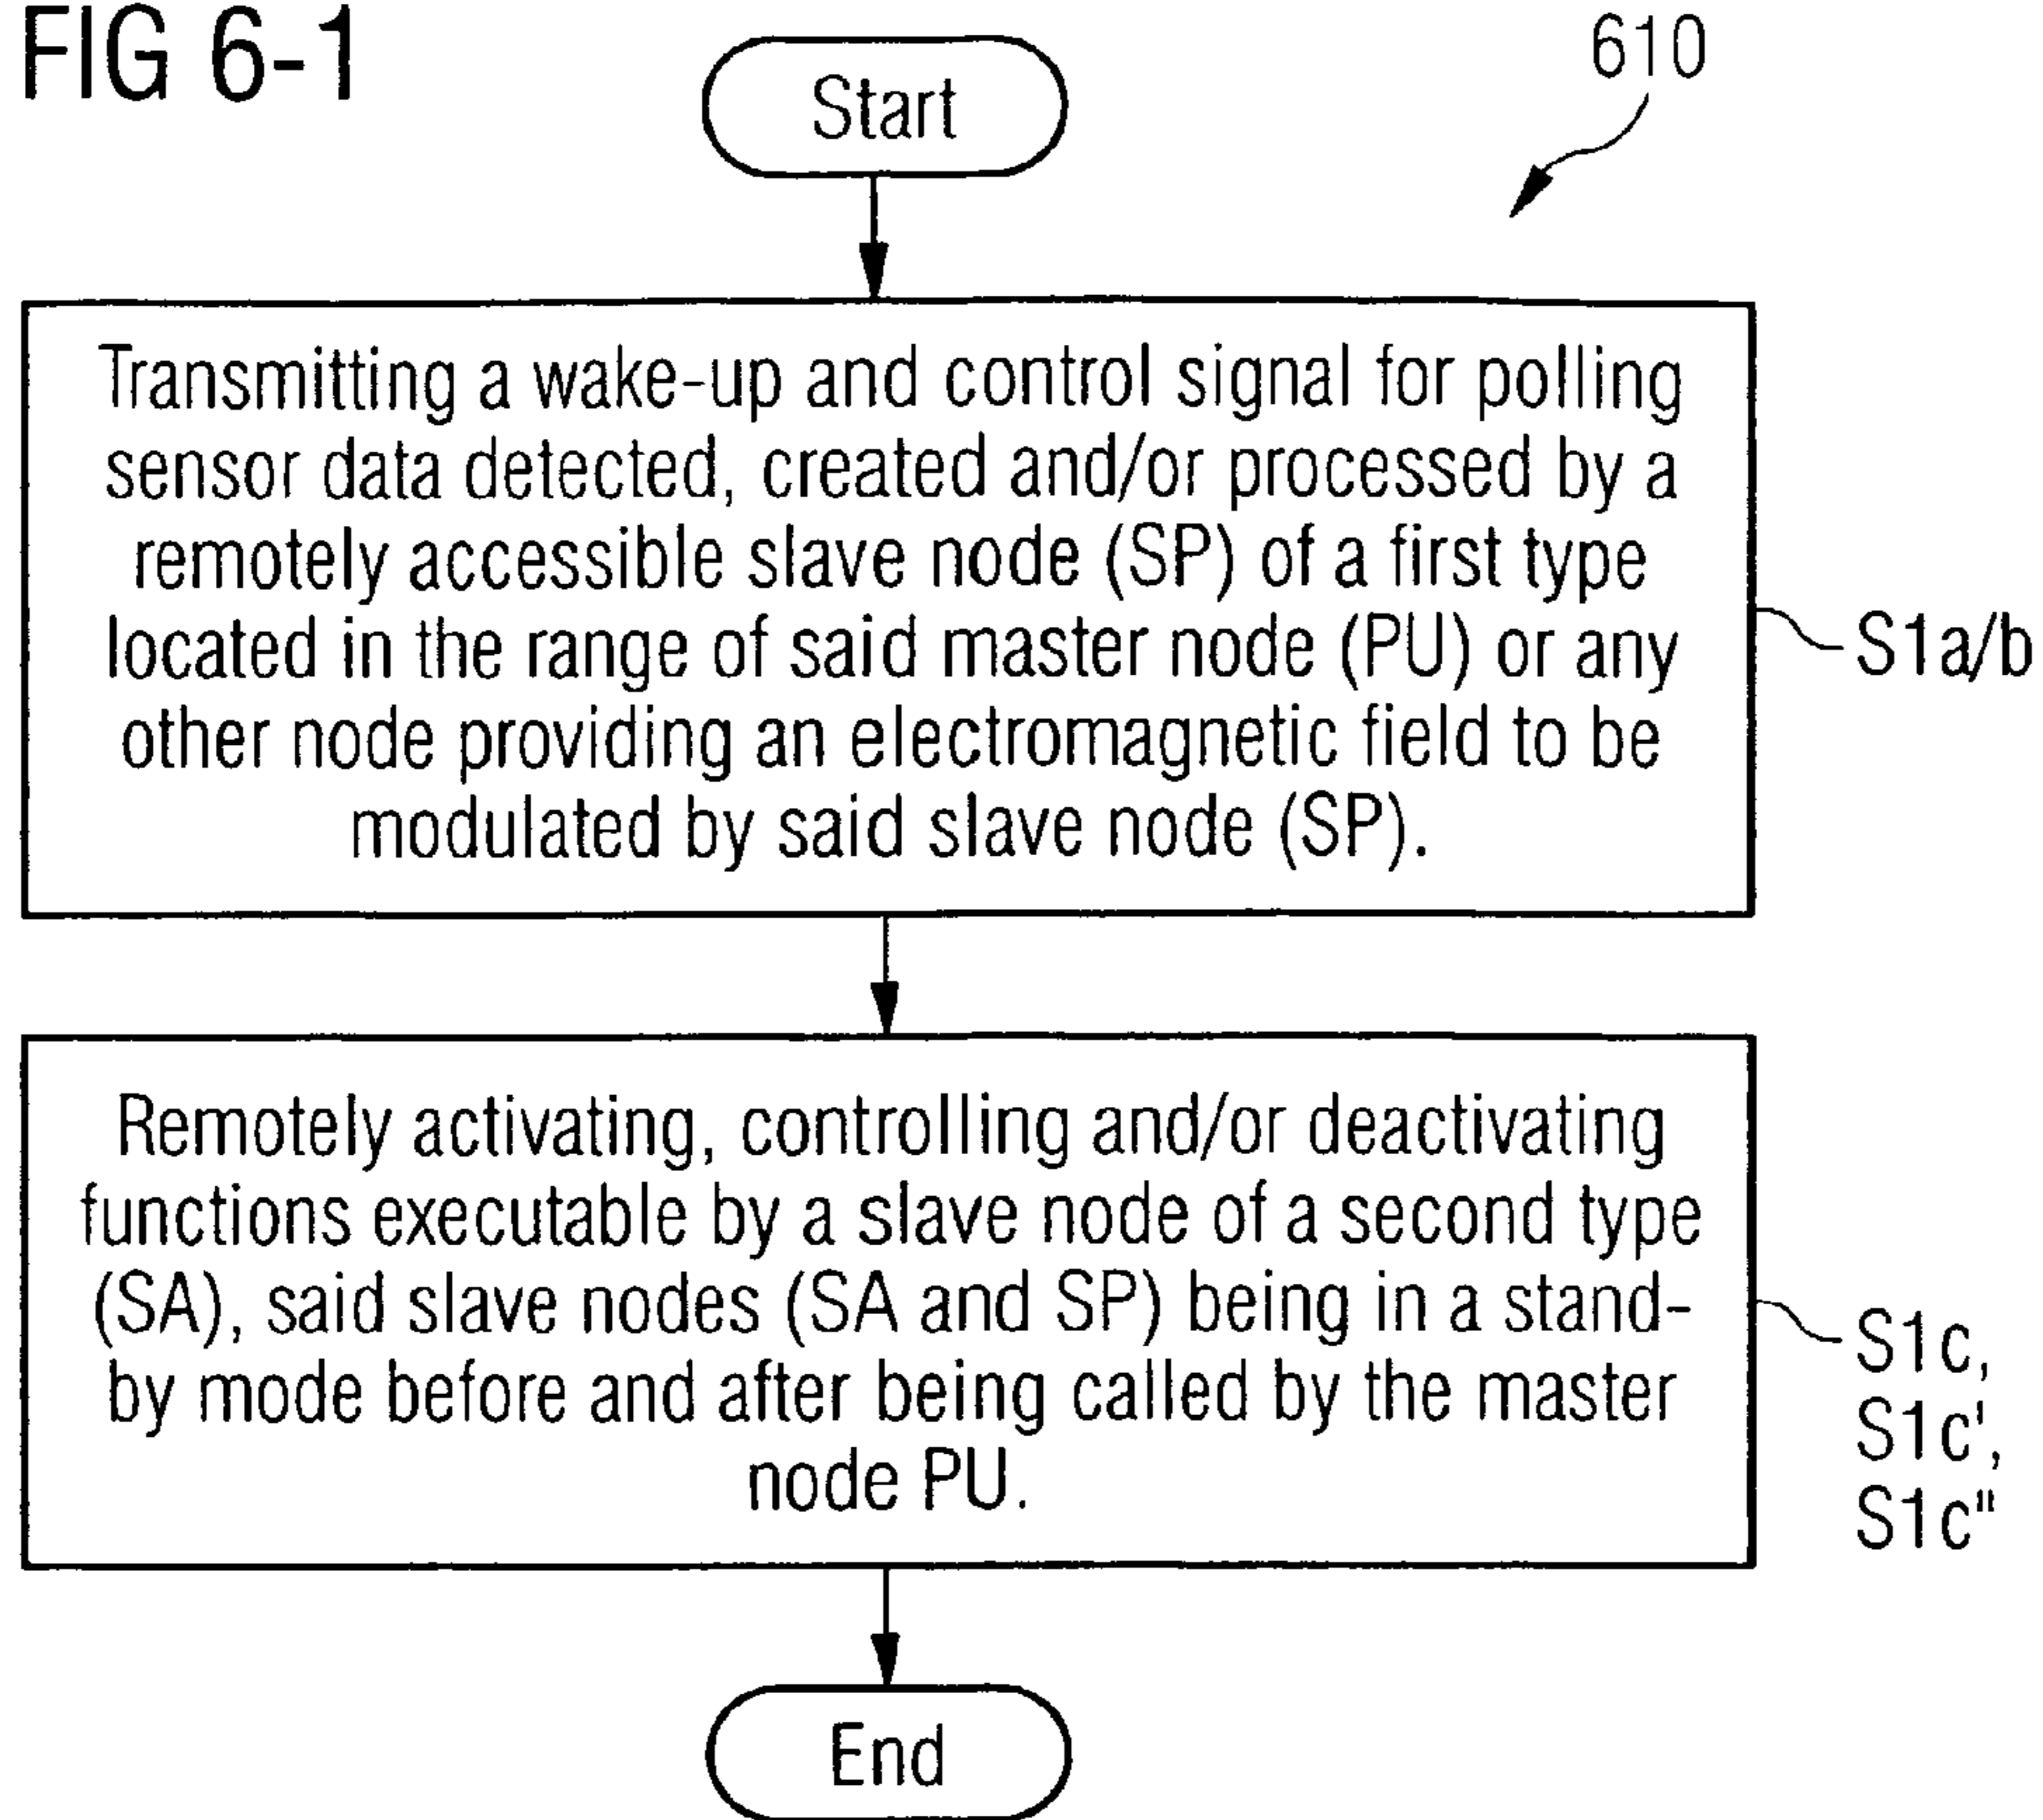 FIG 6-1
610
Start
Transmitting a wake-up and control signal for polling
sensor data detected, created and/or processed by a
remotely accessible slave node (SP) of a first type
located in the range of said master node (PU) or any
other node providing an electromagnetic field to be
modulated by said slave node (SP).
S1a/b
Remotely activating, controlling and/or deactivating
functions executable by a slave node of a second type
(SA), said slave nodes (SA and SP) being in a stand-
by mode before and after being called by the master
node PU.
S1c,
S1c',
S1c"
End